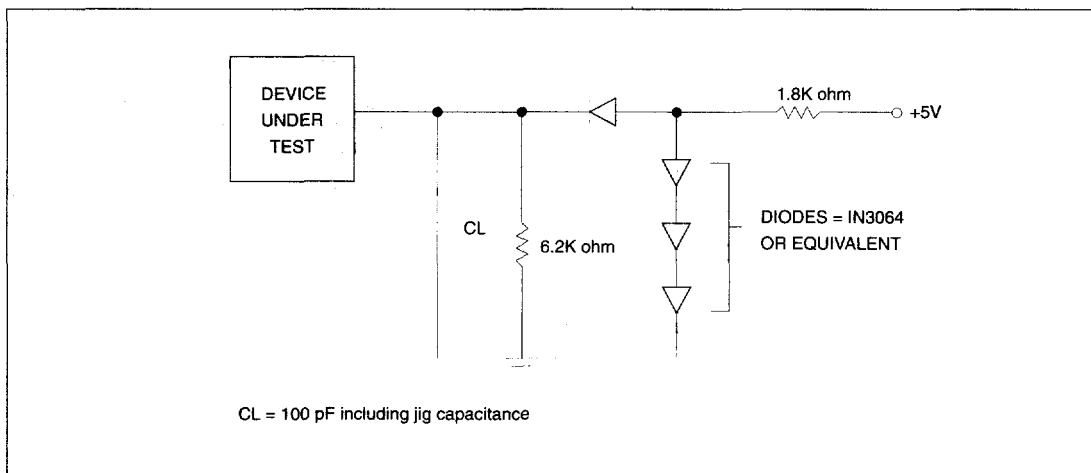 DEVICE
UNDER
TEST
1.8K ohm
+5V
CL
6.2K ohm
DIODES = IN3064
OR EQUIVALENT
CL = 100 pF including jig capacitance